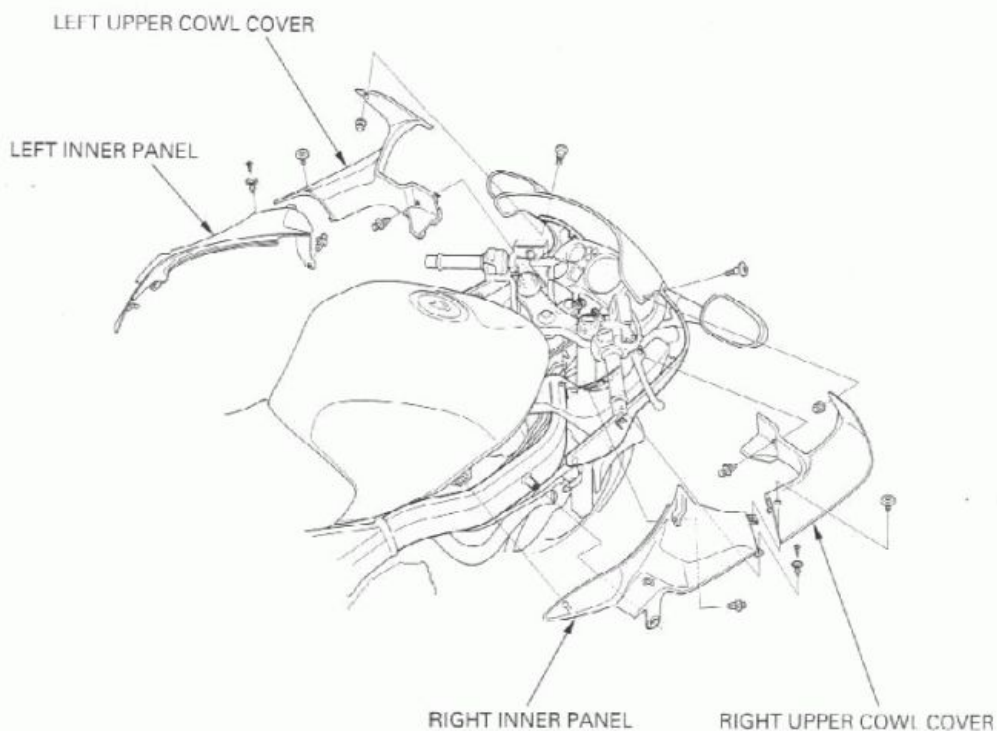 LEFT UPPER COWL COVER
LEFT INNER PANEL
RIGHT INNER PANEL
RIGHT UPPER COWL COVER